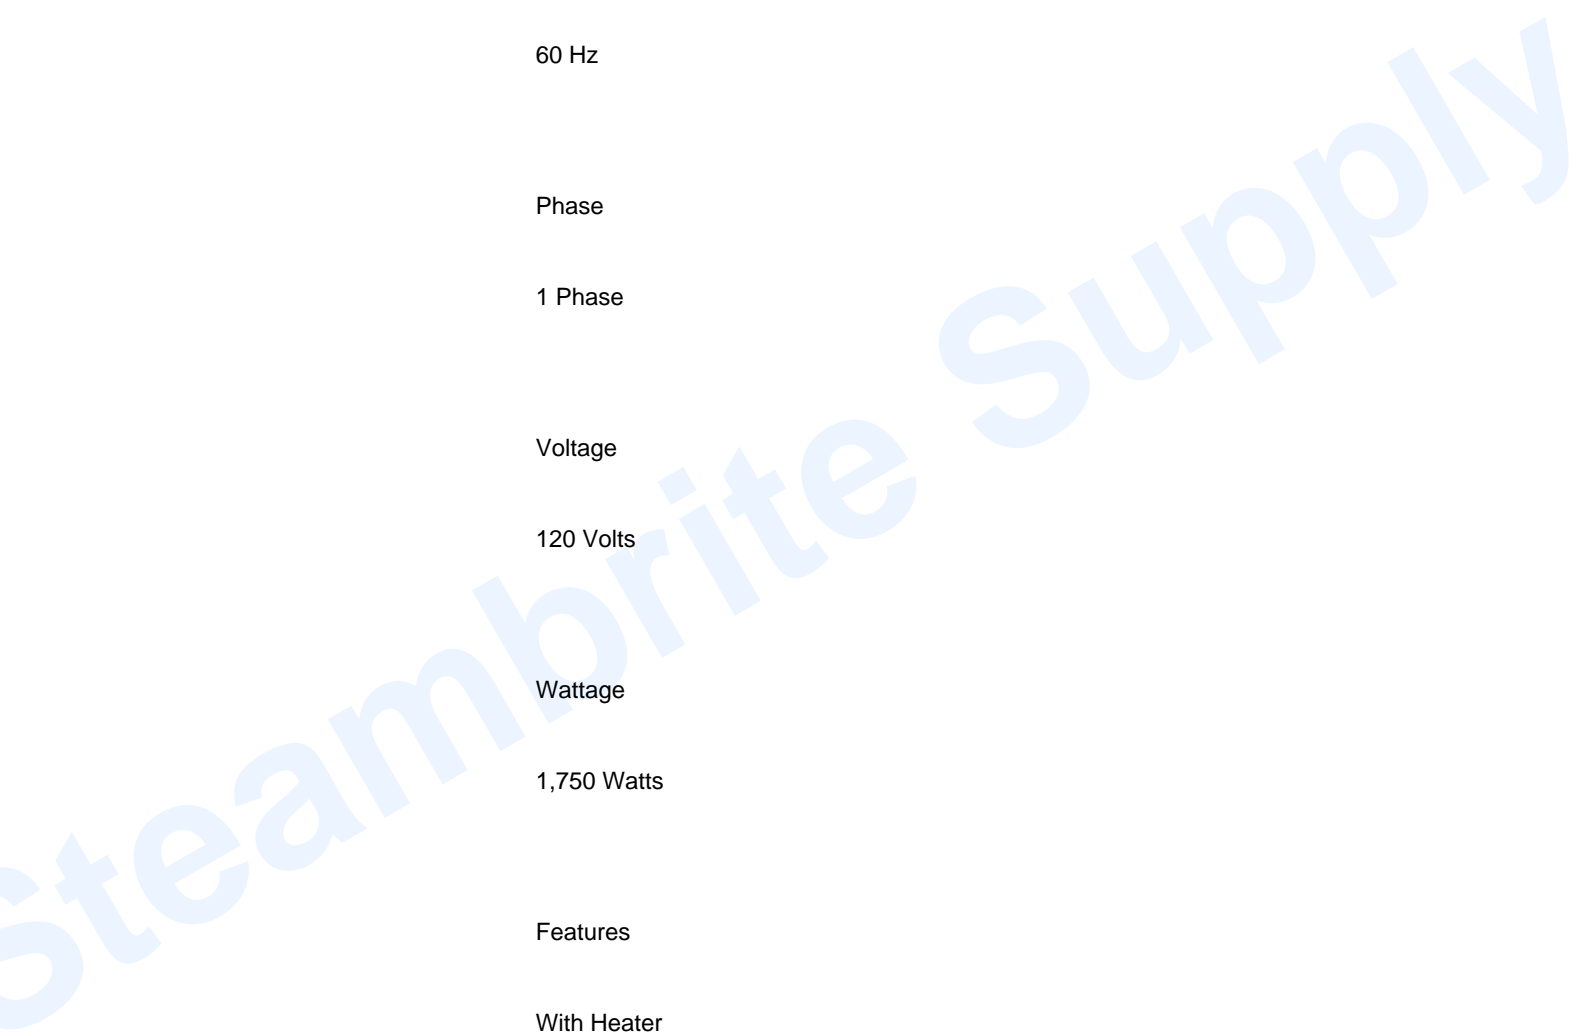 60 Hz
Phase
1 Phase
Voltage
120 Volts
Wattage
1,750 Watts
Features
With Heater
Steambrite Supply